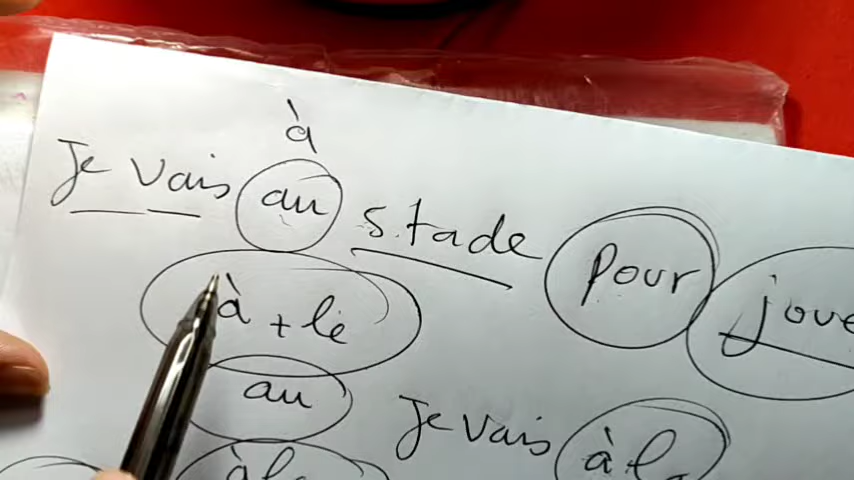 à
Je vais au stade pour joue
à + le
au Je vais à la
à l